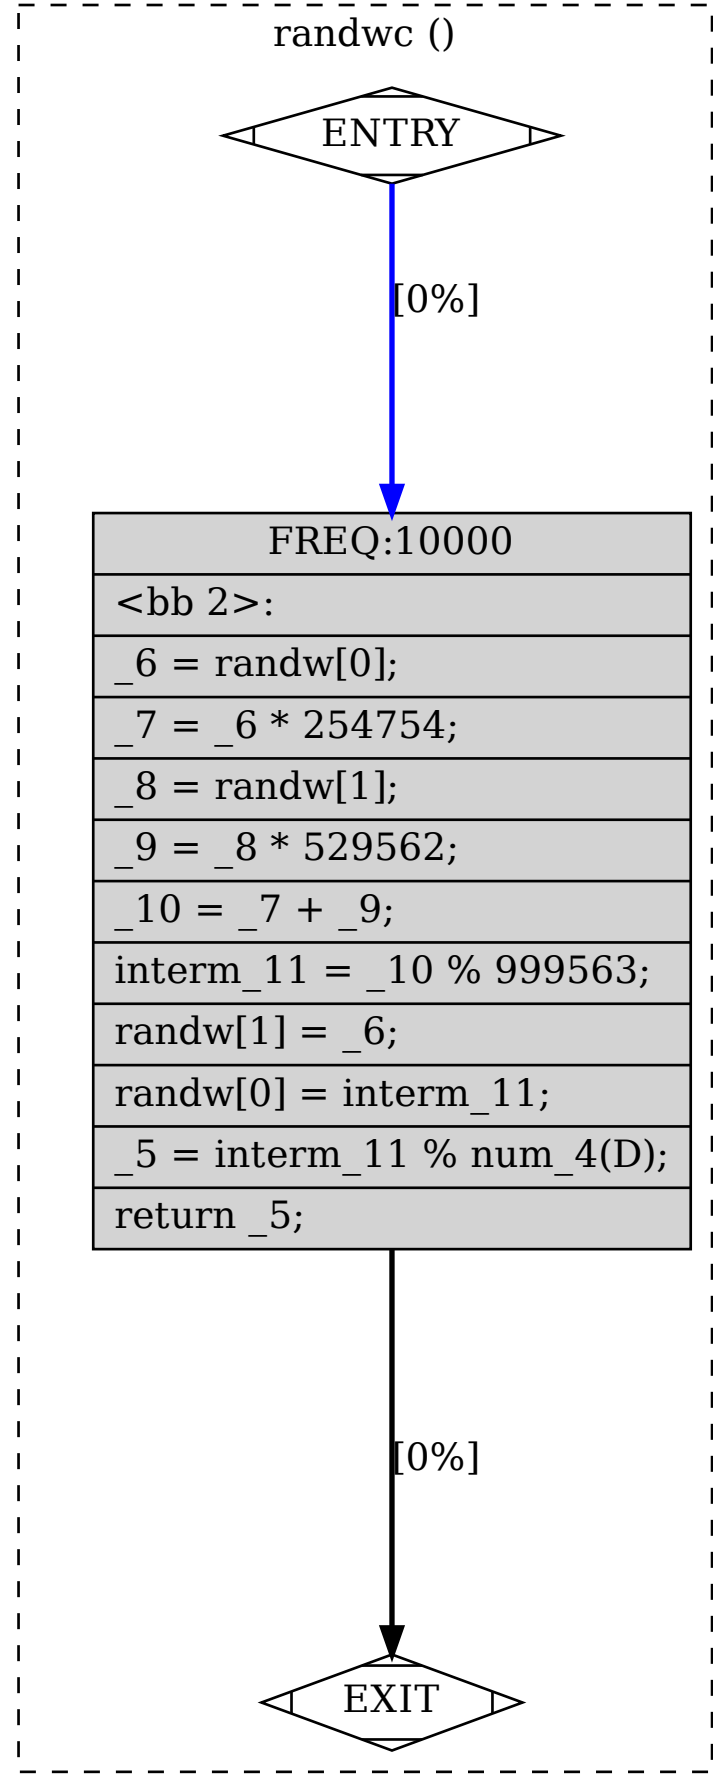 randwc ()
ENTRY
[0%]
FREQ:10000
<bb 2>:
_6 = randw[0];
_7 = _6 * 254754;
_8 = randw[1];
_9 = _8 * 529562;
_10 = _7 + _9;
interm_11 = _10 % 999563;
randw[1] = _6;
randw[0] = interm_11;
_5 = interm_11 % num_4(D);
return _5;
[0%]
EXIT